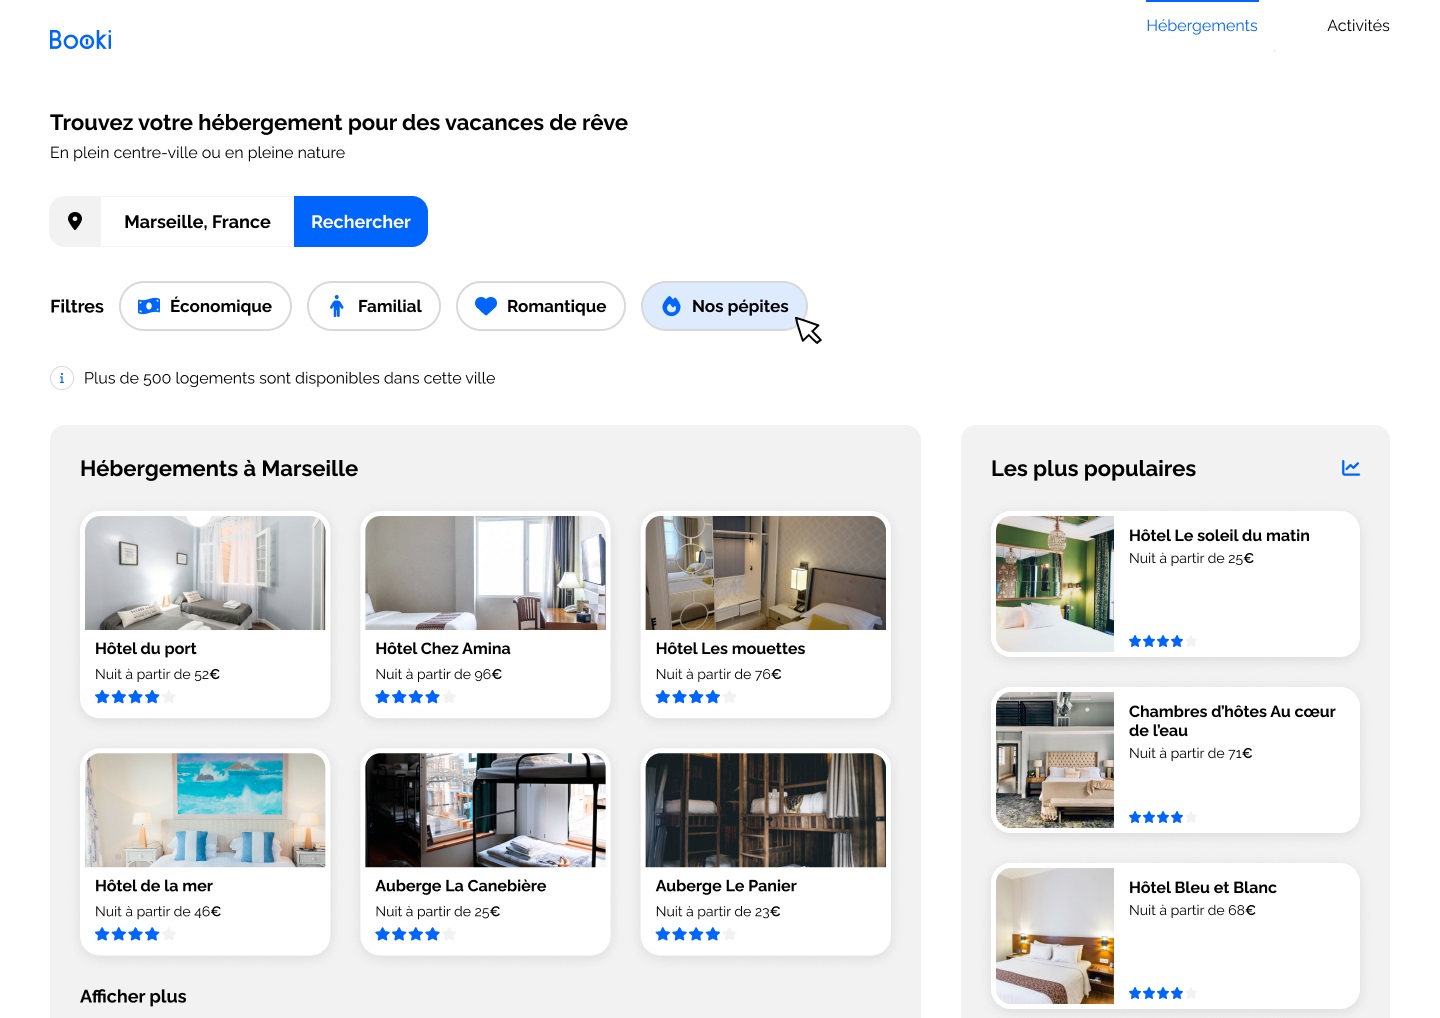 Booki
Hébergements
Activités
Trouvez votre hébergement pour des vacances de rêve
En plein centre-ville ou en pleine nature
Marseille, France
Rechercher
Filtres
Économique
Familial
Romantique
Nos pépites
Plus de 500 logements sont disponibles dans cette ville
Hébergements à Marseille
Hôtel du port
Nuit à partir de 52€
Hôtel Chez Amina
Nuit à partir de 96€
Hôtel Les mouettes
Nuit à partir de 76€
Hôtel de la mer
Nuit à partir de 46€
Auberge La Canebière
Nuit à partir de 25€
Auberge Le Panier
Nuit à partir de 23€
Afficher plus
Les plus populaires
Hôtel Le soleil du matin
Nuit à partir de 25€
Chambres d’hôtes Au cœur
de l’eau
Nuit à partir de 71€
Hôtel Bleu et Blanc
Nuit à partir de 68€